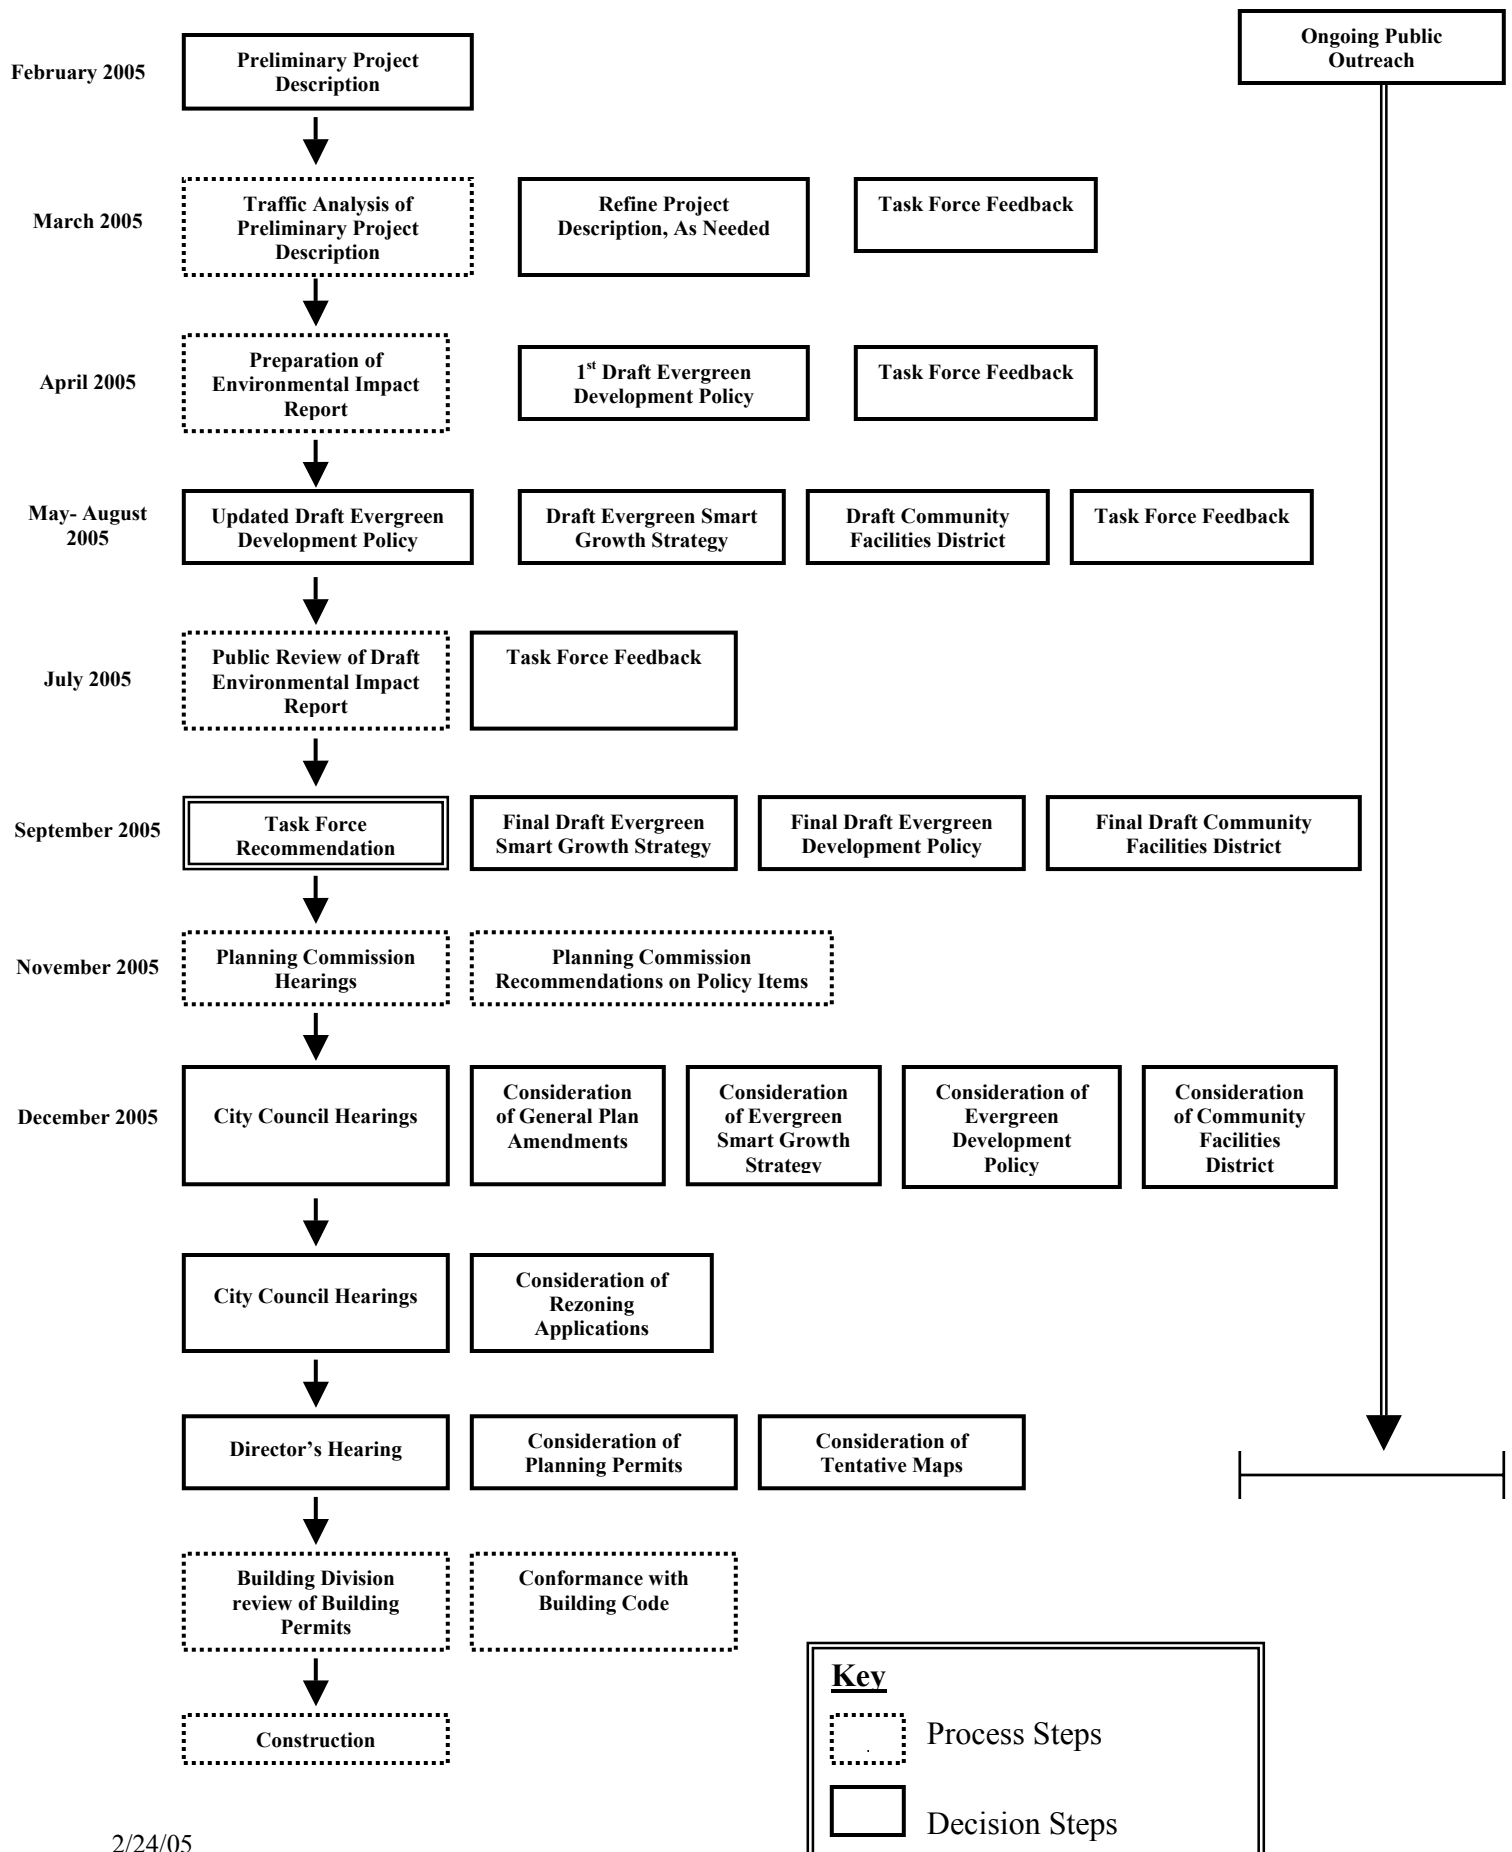 Ongoing Public
Outreach
February 2005
Preliminary Project
Description
March 2005
Traffic Analysis of
Preliminary Project
Description
Refine Project
Description, As Needed
Task Force Feedback
April 2005
Preparation of
Environmental Impact
Report
1st Draft Evergreen
Development Policy
Task Force Feedback
May- August
2005
Updated Draft Evergreen
Development Policy
Draft Evergreen Smart
Growth Strategy
Draft Community
Facilities District
Task Force Feedback
July 2005
Public Review of Draft
Environmental Impact
Report
Task Force Feedback
September 2005
Task Force
Recommendation
Final Draft Evergreen
Smart Growth Strategy
Final Draft Evergreen
Development Policy
Final Draft Community
Facilities District
November 2005
Planning Commission
Hearings
Planning Commission
Recommendations on Policy Items
December 2005
City Council Hearings
Consideration
of General Plan
Amendments
Consideration
of Evergreen
Smart Growth
Strategy
Consideration of
Evergreen
Development
Policy
Consideration
of Community
Facilities
District
City Council Hearings
Consideration of
Rezoning
Applications
Director’s Hearing
Consideration of
Planning Permits
Consideration of
Tentative Maps
Building Division
review of Building
Permits
Conformance with
Building Code
Construction
Key
Process Steps
Decision Steps
2/24/05